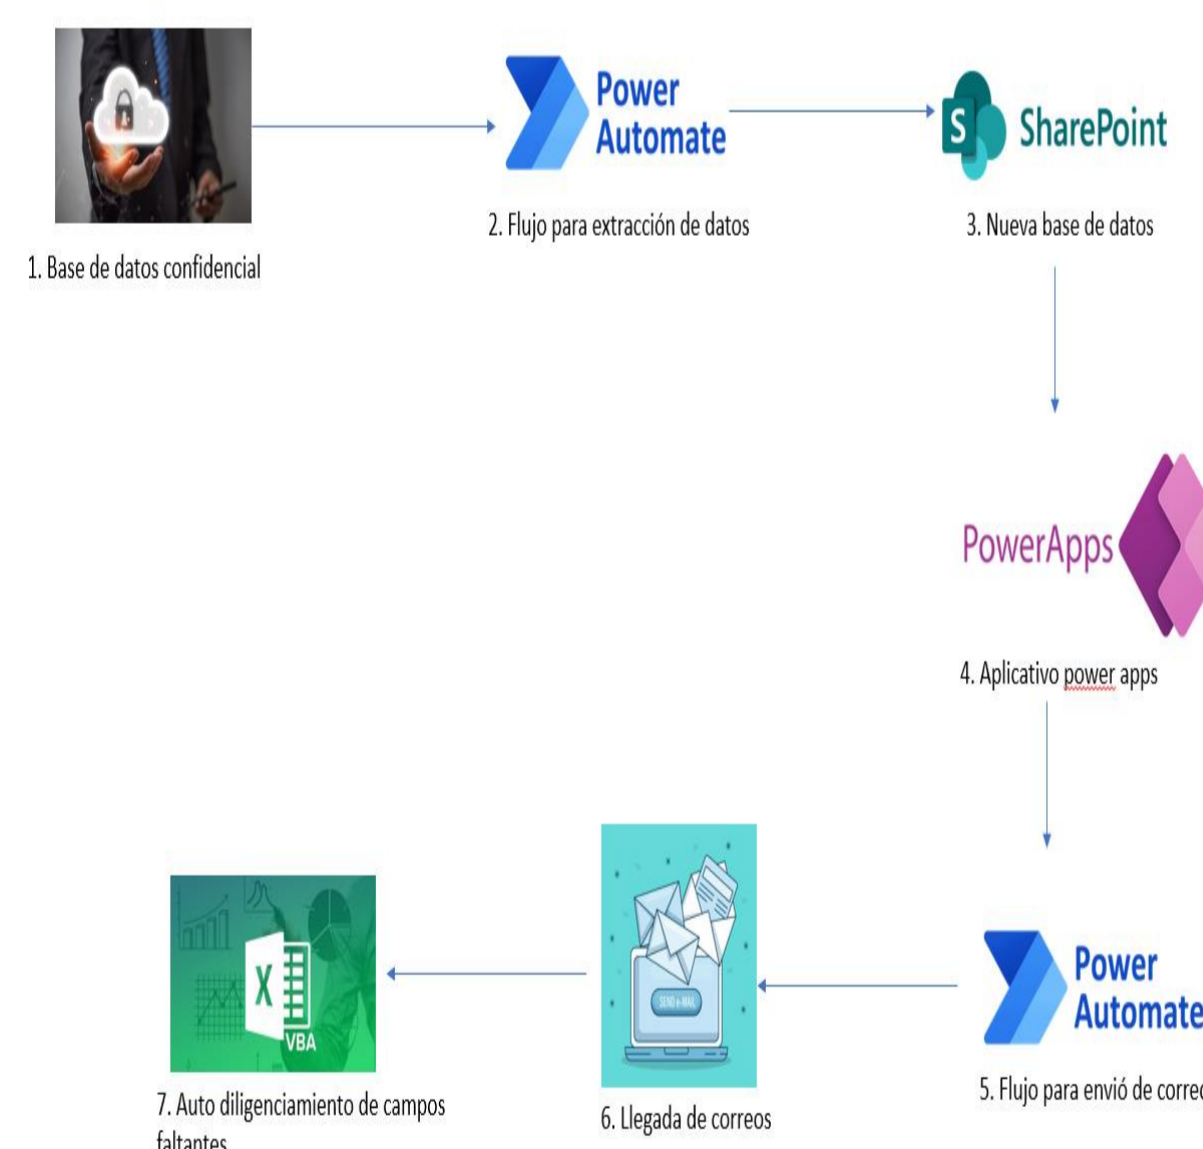 Power
Automate
S
SharePoint
2. Flujo para extracción de datos
3. Nueva base de datos
1. Base de datos confidencial
PowerApps
4. Aplicativo power apps
SEND e-MAIL
X
VBA
Power
Automate
5. Flujo para envió de correo
6. Llegada de correos
7. Auto diligenciamiento de campos
faltantes